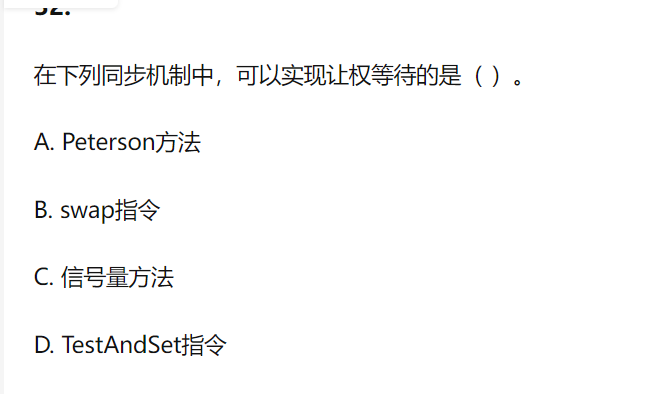 52.
在下列同步机制中，可以实现让权等待的是（ ）。
A. Peterson方法
B. swap指令
C. 信号量方法
D. TestAndSet指令